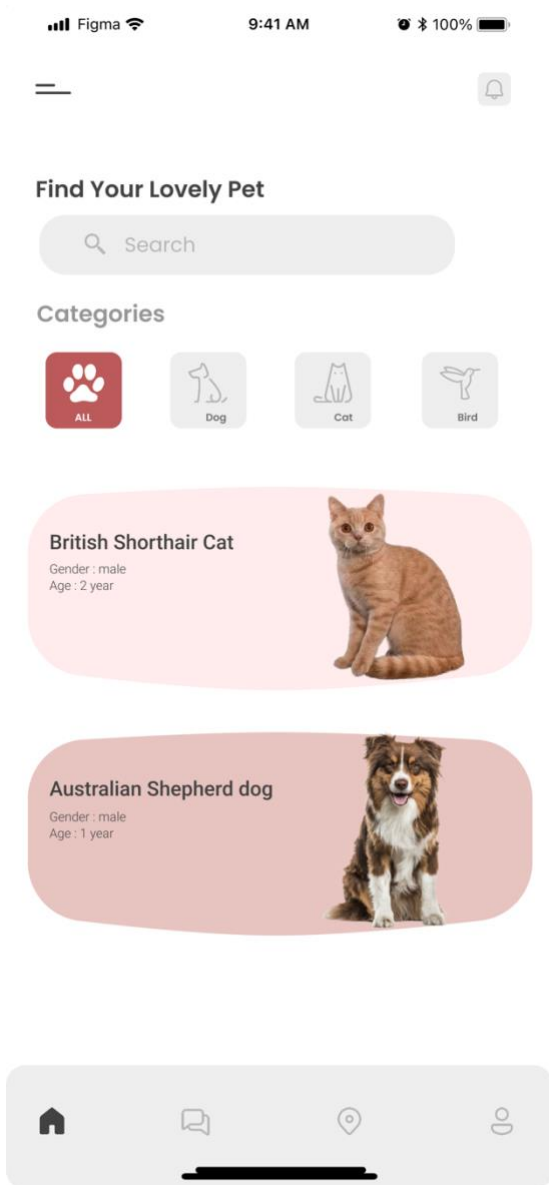 Figma 9:41 AM 100%
Find Your Lovely Pet
Search
Categories
ALL Dog Cat Bird
British Shorthair Cat
Gender : male
Age : 2 year
Australian Shepherd dog
Gender : male
Age : 1 year